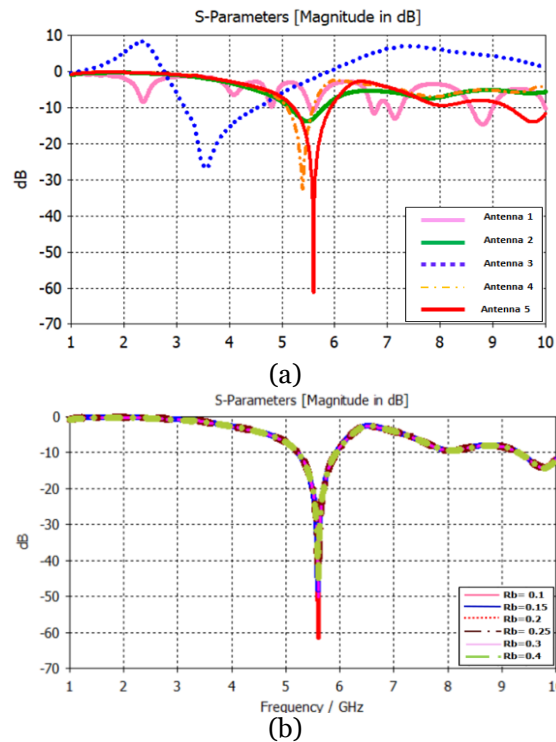 S-Parameters [Magnitude in dB]
20
10
0
-10
-20
-30
-40
-50
-60
-70
dB
Antenna 1
Antenna 2
Antenna 3
Antenna 4
Antenna 5
1 2 3 4 5 6 7 8 9 10
(a)
S-Parameters [Magnitude in dB]
0
-10
-20
-30
-40
-50
-60
-70
dB
Rb= 0.1
Rb=0.15
Rb= 0.2
Rb= 0.25
Rb= 0.3
Rb= 0.4
1 2 3 4 5 6 7 8 9 10
Frequency / GHz
(b)